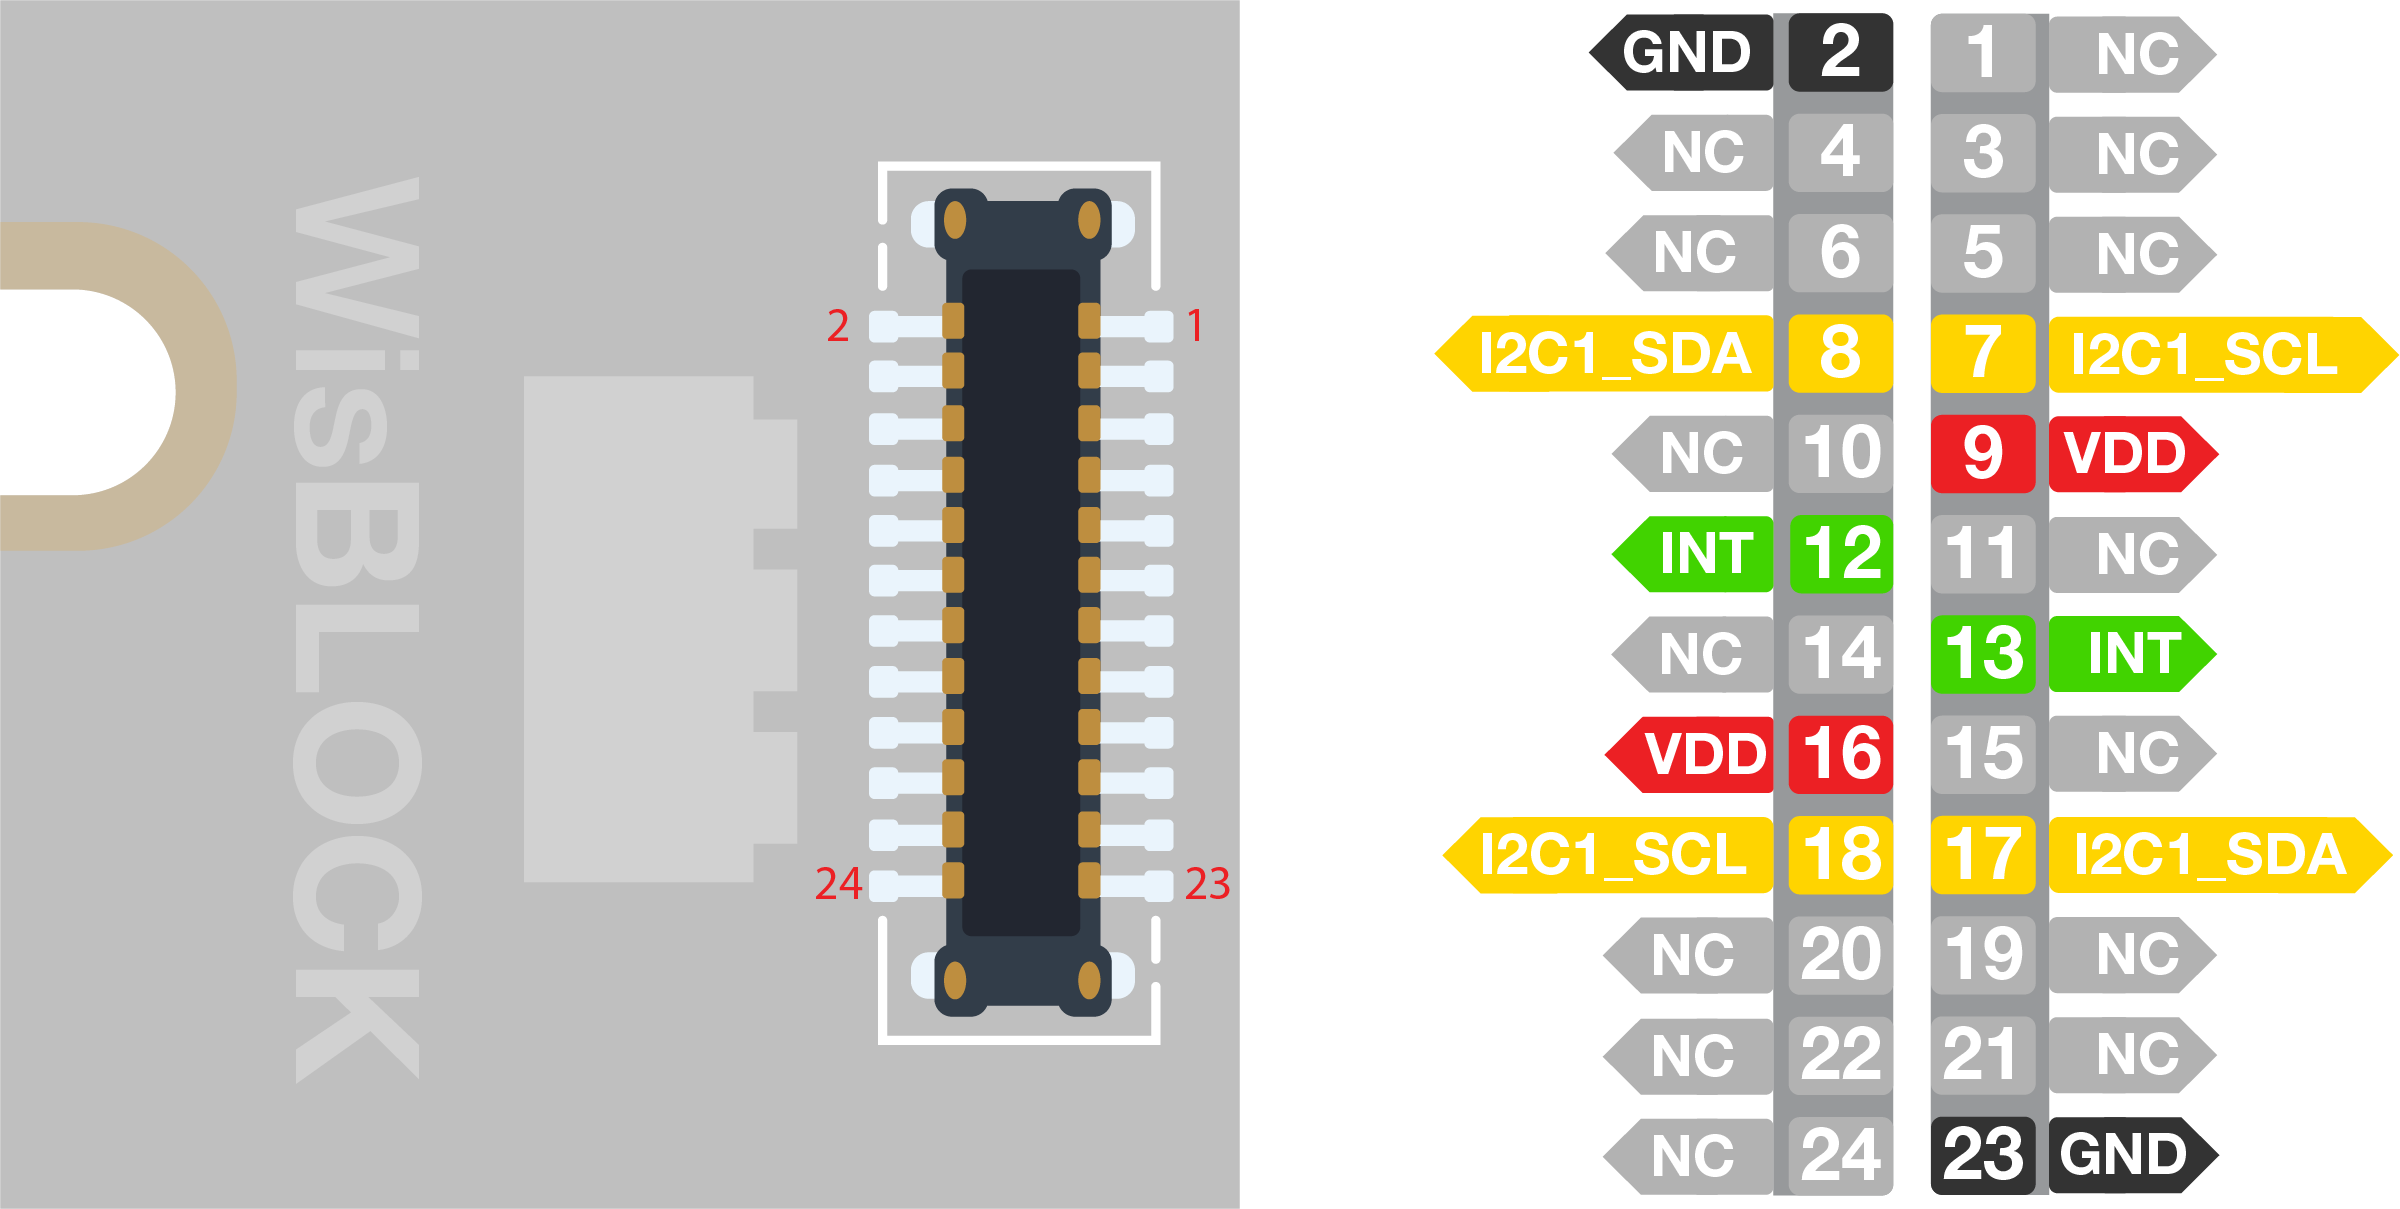 WisBLOCK
2 1
24 23
GND 2 1 NC
NC 4 3 NC
NC 6 5 NC
I2C1_SDA 8 7 I2C1_SCL
NC 10 9 VDD
INT 12 11 NC
NC 14 13 INT
VDD 16 15 NC
I2C1_SCL 18 17 I2C1_SDA
NC 20 19 NC
NC 22 21 NC
NC 24 23 GND